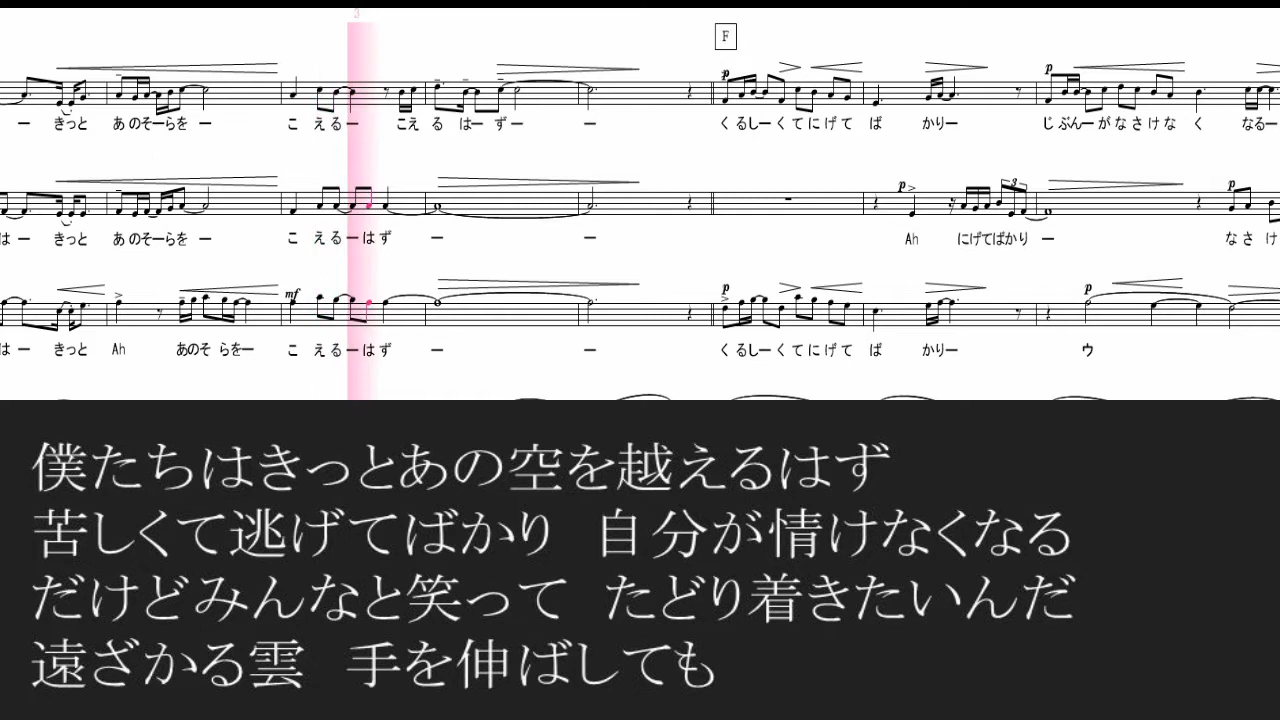 3
F
p
p
ー きっと あのそーらを ー こ えるー こえ る はー ずー ー くるしーくてにげて ば かりー じぶんーがなさけな く なるー
p
3
p
はー きっと あのそーらを ー こ えるーはず ー ー Ah にげてばかり ー なさけ
mf
p
p
はー きっと Ah あのそ らをー こ えるーはず ー ー くるしーくてにげて ば かりー ウ
僕たちはきっとあの空を越えるはず
苦しくて逃げてばかり 自分が情けなくなる
だけどみんなと笑って たどり着きたいんだ
遠ざかる雲 手を伸ばしても